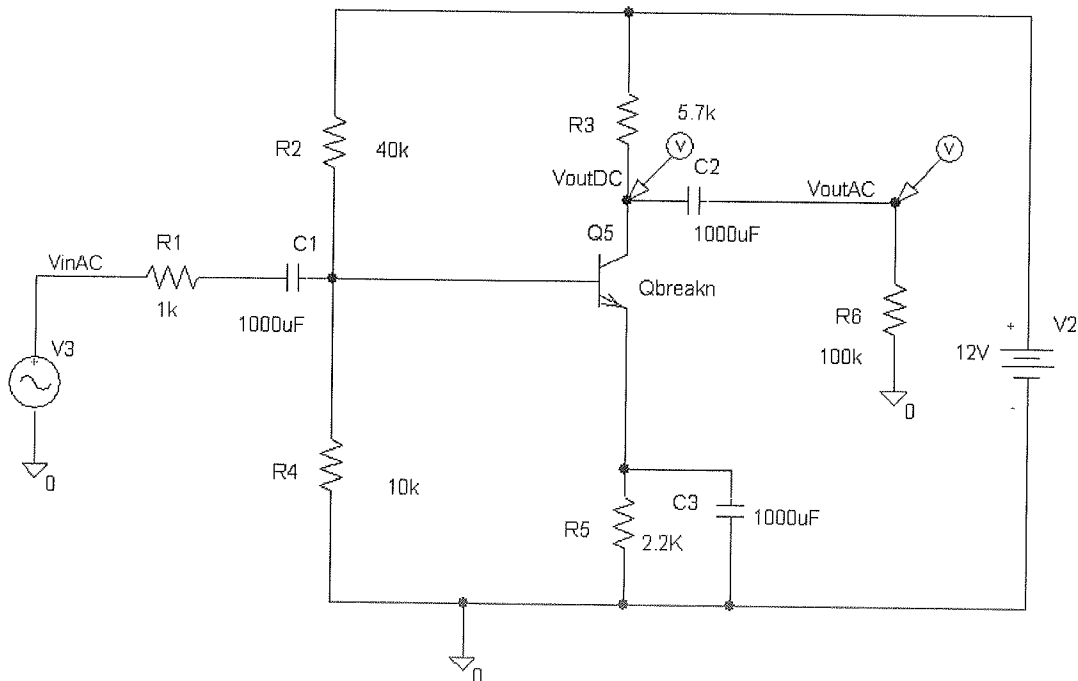 R3
5.7k
V
R2
40k
VoutDC
C2
VoutAC
V
1000uF
Q5
R1
C1
VinAC
1k
1000uF
Qbreakn
R6
100k
0
+
V2
12V
-
V3
+
0
R4
10k
C3
1000uF
R5
2.2K
0